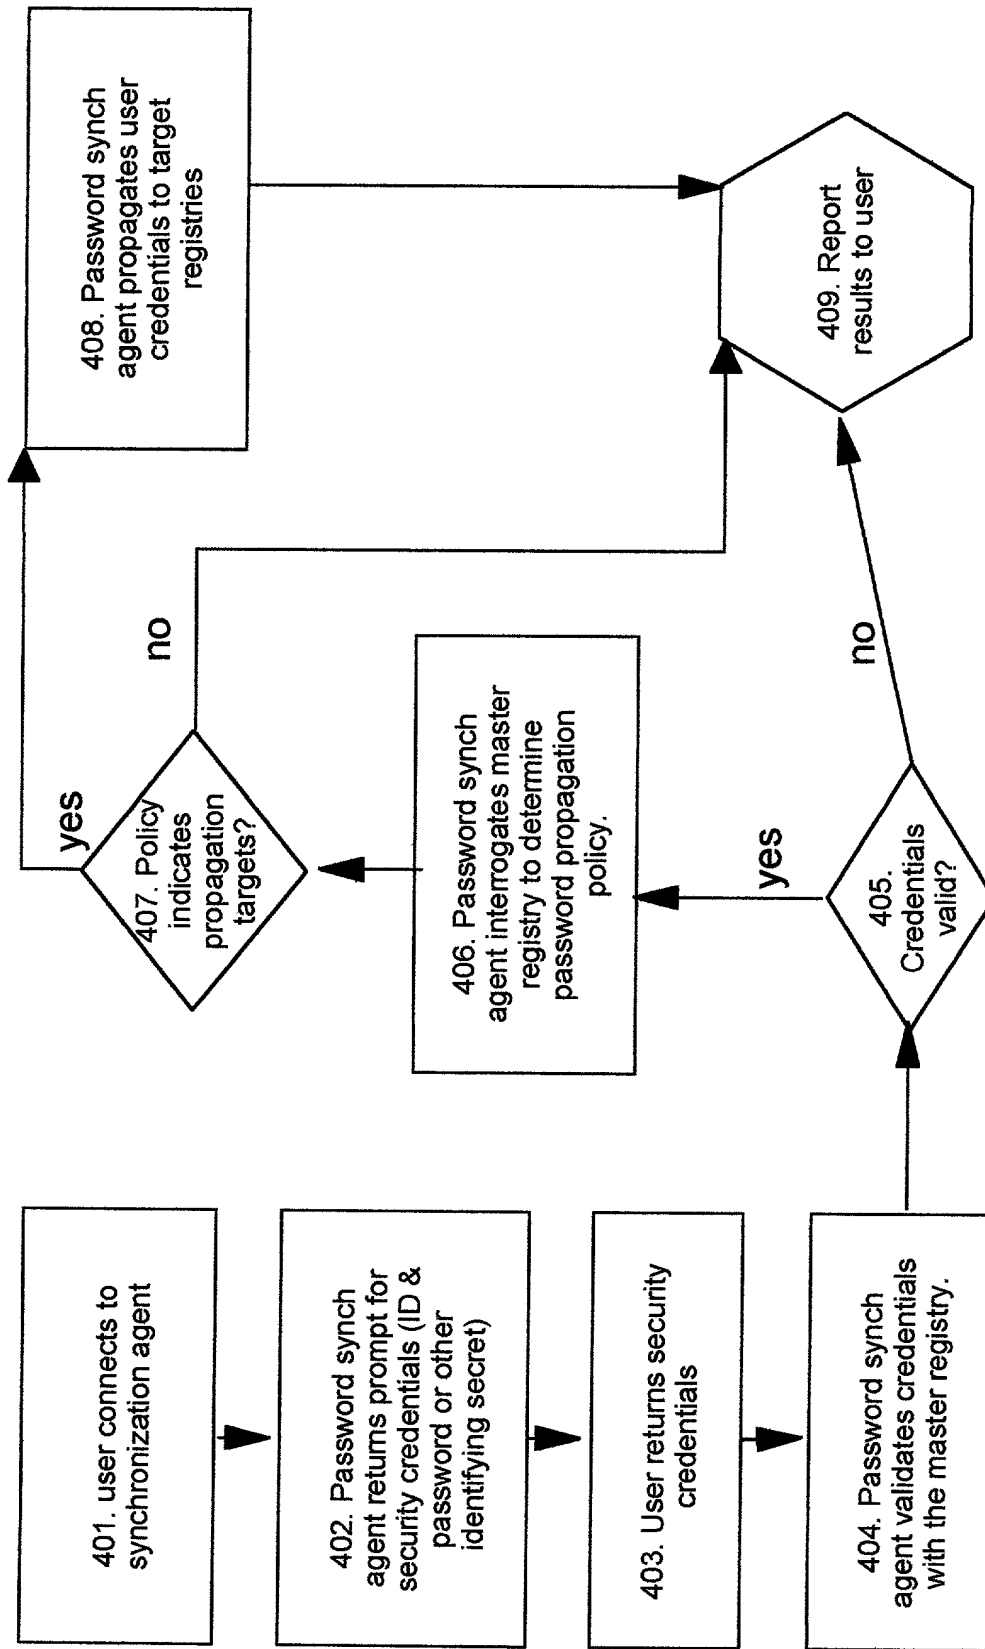 401. user connects to
synchronization agent
402. Password synch
agent returns prompt for
security credentials (ID &
password or other
identifying secret)
403. User returns security
credentials
404. Password synch
agent validates credentials
with the master registry.
405.
Credentials
valid?
yes
no
406. Password synch
agent interrogates master
registry to determine
password propagation
policy.
407. Policy
indicates
propagation
targets?
yes
no
408. Password synch
agent propagates user
credentials to target
registries
409. Report
results to user